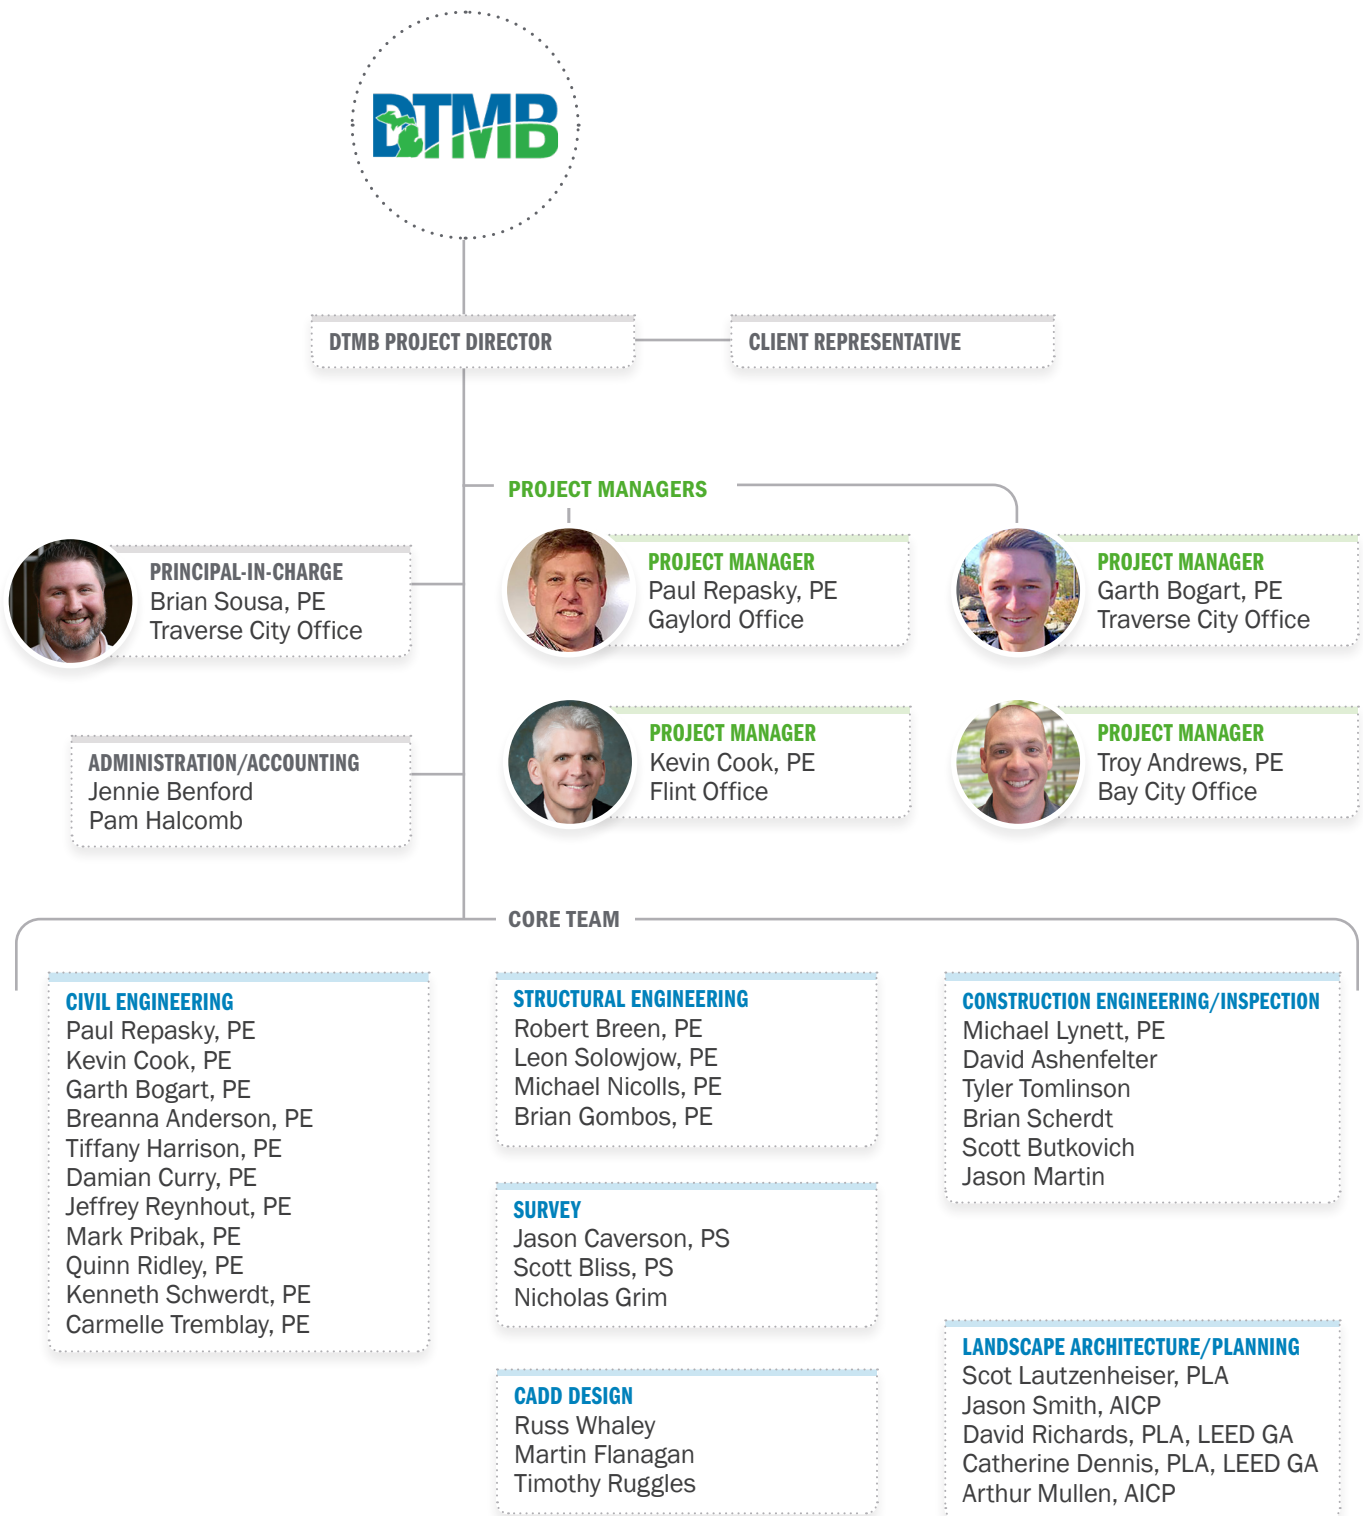 DTMB
DTMB PROJECT DIRECTOR
CLIENT REPRESENTATIVE
PROJECT MANAGERS
PRINCIPAL-IN-CHARGE
Brian Sousa, PE
Traverse City Office
PROJECT MANAGER
Paul Repasky, PE
Gaylord Office
PROJECT MANAGER
Garth Bogart, PE
Traverse City Office
ADMINISTRATION/ACCOUNTING
Jennie Benford
Pam Halcomb
PROJECT MANAGER
Kevin Cook, PE
Flint Office
PROJECT MANAGER
Troy Andrews, PE
Bay City Office
CORE TEAM
CIVIL ENGINEERING
Paul Repasky, PE
Kevin Cook, PE
Garth Bogart, PE
Breanna Anderson, PE
Tiffany Harrison, PE
Damian Curry, PE
Jeffrey Reynhout, PE
Mark Pribak, PE
Quinn Ridley, PE
Kenneth Schwerdt, PE
Carmelle Tremblay, PE
STRUCTURAL ENGINEERING
Robert Breen, PE
Leon Solowjow, PE
Michael Nicolls, PE
Brian Gombos, PE
SURVEY
Jason Caverson, PS
Scott Bliss, PS
Nicholas Grim
CADD DESIGN
Russ Whaley
Martin Flanagan
Timothy Ruggles
CONSTRUCTION ENGINEERING/INSPECTION
Michael Lynett, PE
David Ashenfelter
Tyler Tomlinson
Brian Scherdt
Scott Butkovich
Jason Martin
LANDSCAPE ARCHITECTURE/PLANNING
Scot Lautzenheiser, PLA
Jason Smith, AICP
David Richards, PLA, LEED GA
Catherine Dennis, PLA, LEED GA
Arthur Mullen, AICP